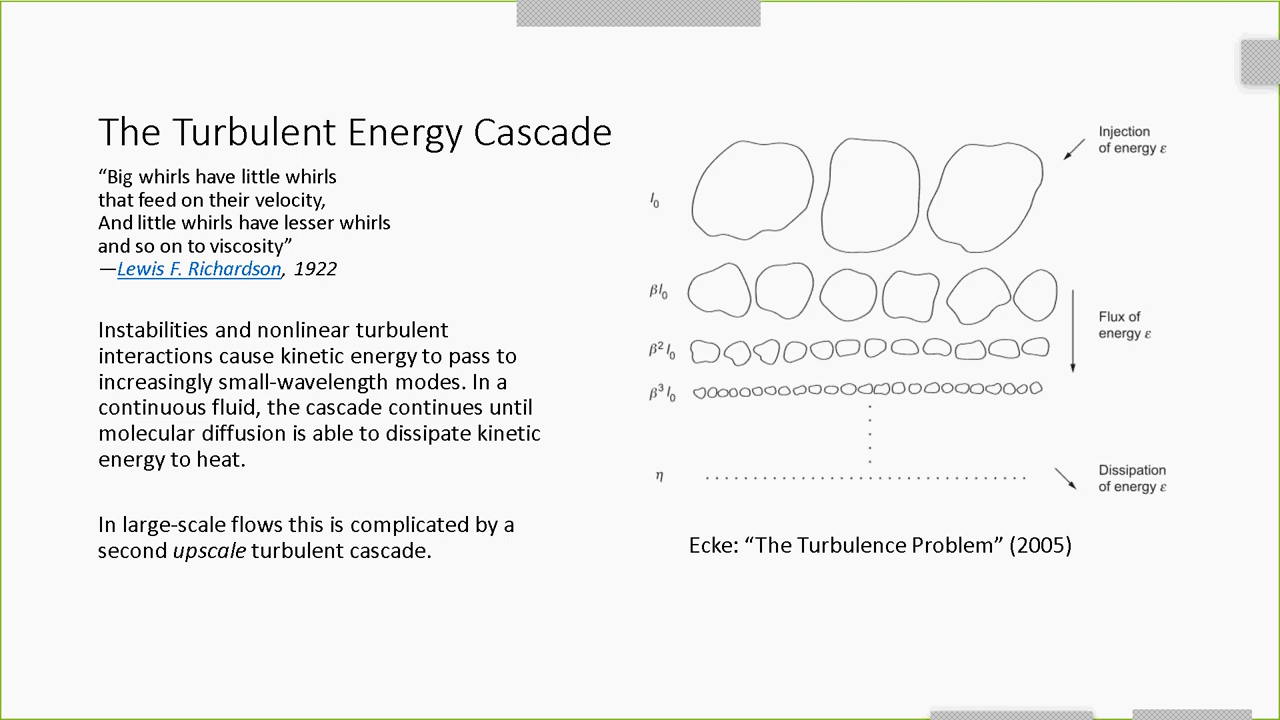 The Turbulent Energy Cascade
“Big whirls have little whirls
that feed on their velocity,
And little whirls have lesser whirls
and so on to viscosity”
—Lewis F. Richardson, 1922
Instabilities and nonlinear turbulent
interactions cause kinetic energy to pass to
increasingly small-wavelength modes. In a
continuous fluid, the cascade continues until
molecular diffusion is able to dissipate kinetic
energy to heat.
In large-scale flows this is complicated by a
second upscale turbulent cascade.
Injection
of energy ε
l₀
βl₀
Flux of
energy ε
β² l₀
β³ l₀
η
Dissipation
of energy ε
Ecke: “The Turbulence Problem” (2005)